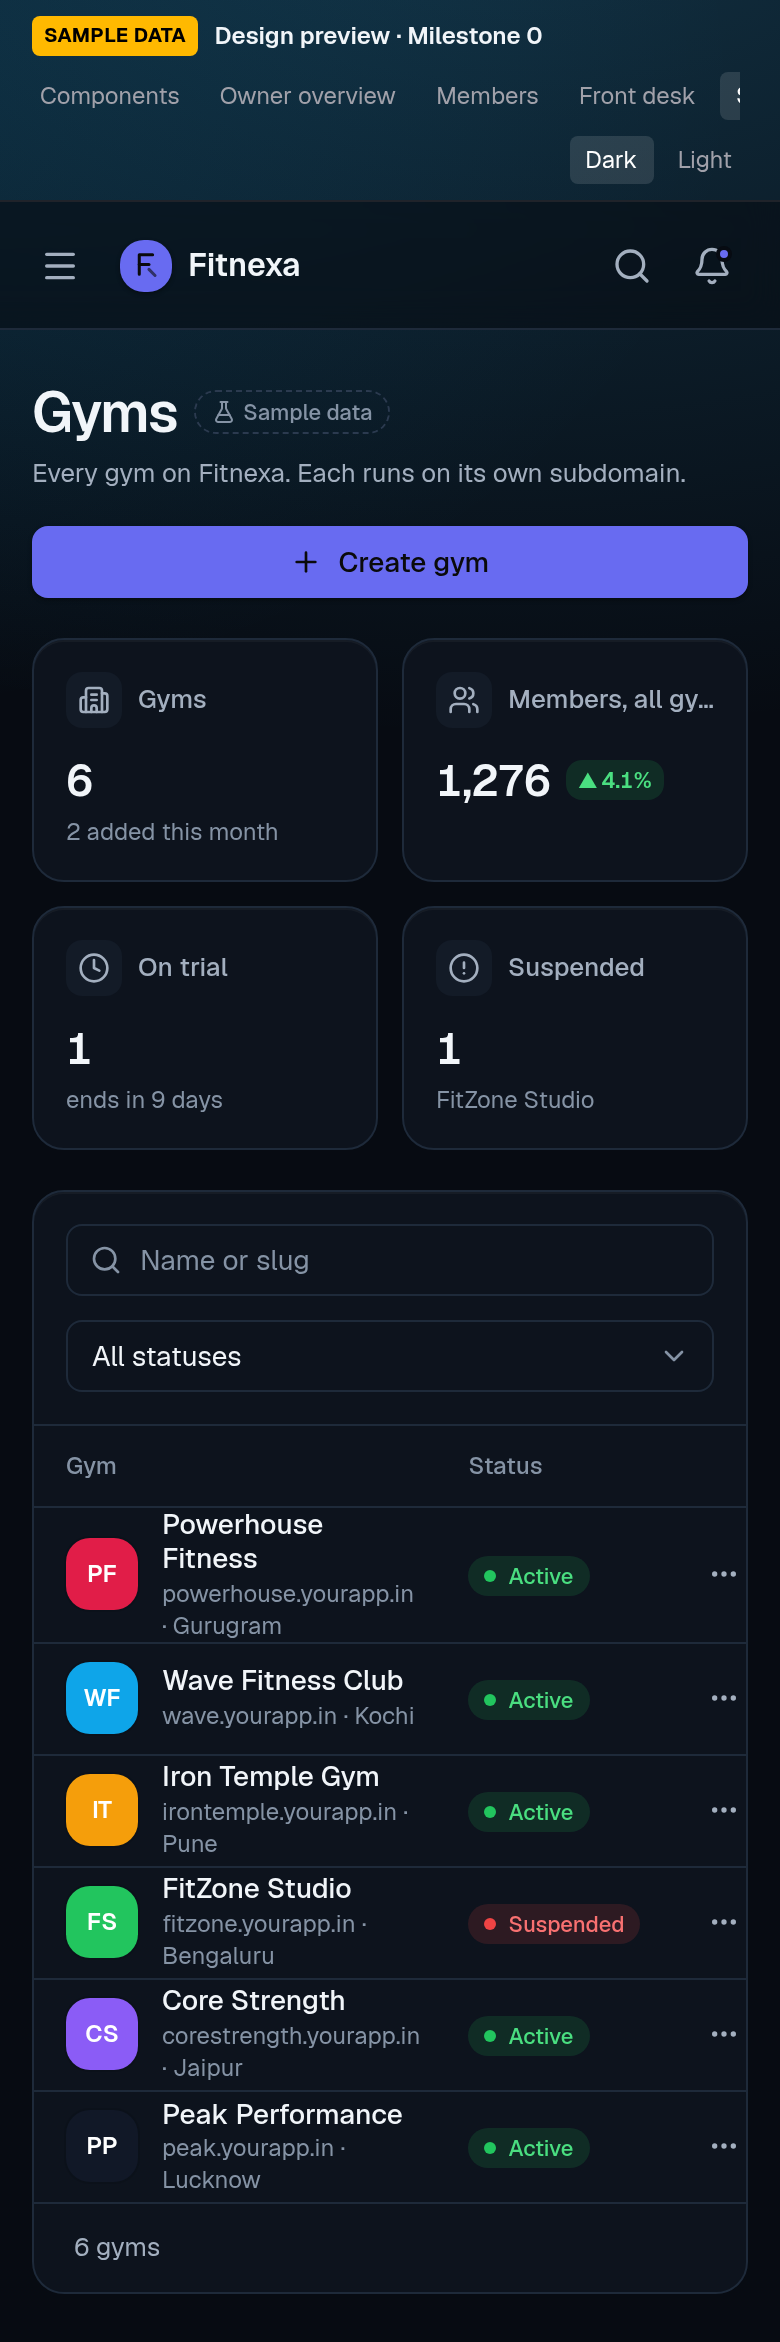 SAMPLE DATA Design preview · Milestone 0
Components Owner overview Members Front desk
Dark Light
Fitnexa
Gyms Sample data
Every gym on Fitnexa. Each runs on its own subdomain.
+ Create gym
Gyms
6
2 added this month
Members, all gy...
1,276 ▲ 4.1%
On trial
1
ends in 9 days
Suspended
1
FitZone Studio
Name or slug
All statuses
Gym Status
PF
Powerhouse
Fitness
powerhouse.yourapp.in
· Gurugram
Active
WF
Wave Fitness Club
wave.yourapp.in · Kochi
Active
IT
Iron Temple Gym
irontemple.yourapp.in ·
Pune
Active
FS
FitZone Studio
fitzone.yourapp.in ·
Bengaluru
Suspended
CS
Core Strength
corestrength.yourapp.in
· Jaipur
Active
PP
Peak Performance
peak.yourapp.in ·
Lucknow
Active
6 gyms